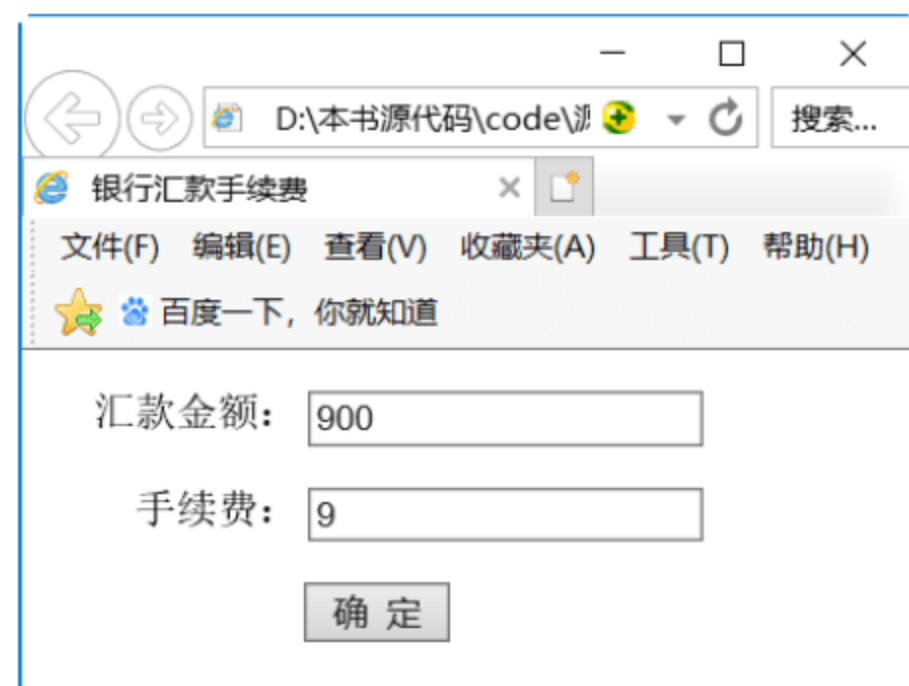 D:\本书源代码\code\源
搜索...
银行汇款手续费
文件(F) 编辑(E) 查看(V) 收藏夹(A) 工具(T) 帮助(H)
百度一下，你就知道
汇款金额： 900
手续费： 9
确 定